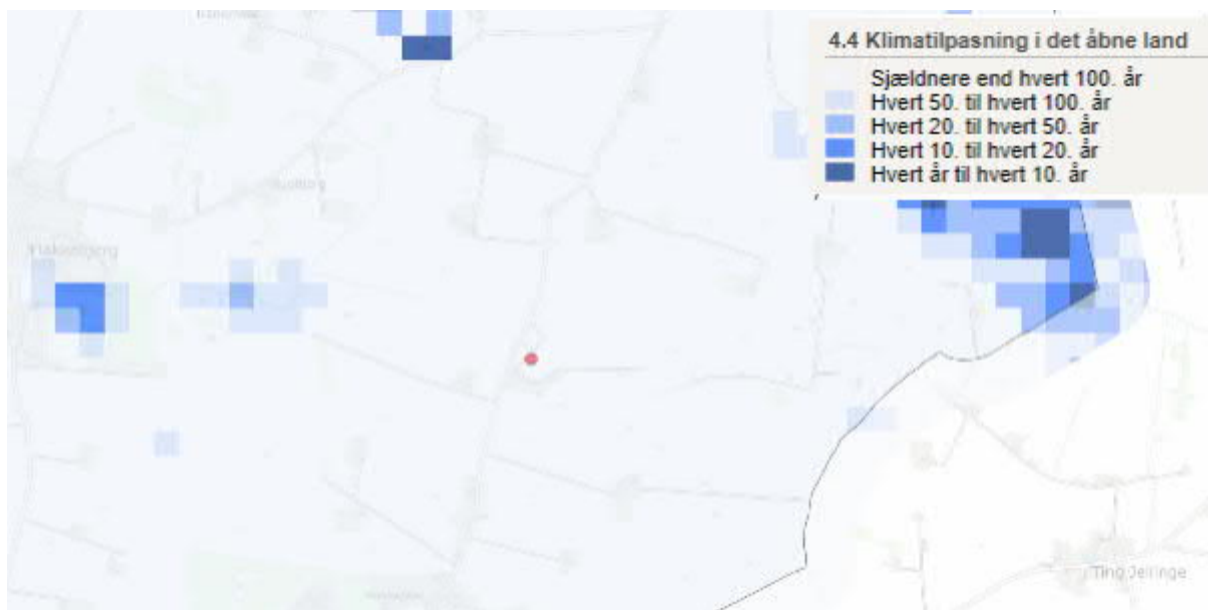 4.4 Klimatilpasning i det åbne land
Sjældnere end hvert 100. år
Hvert 50. til hvert 100. år
Hvert 20. til hvert 50. år
Hvert 10. til hvert 20. år
Hvert år til hvert 10. år
Flakkebjerg
Ting Jellinge